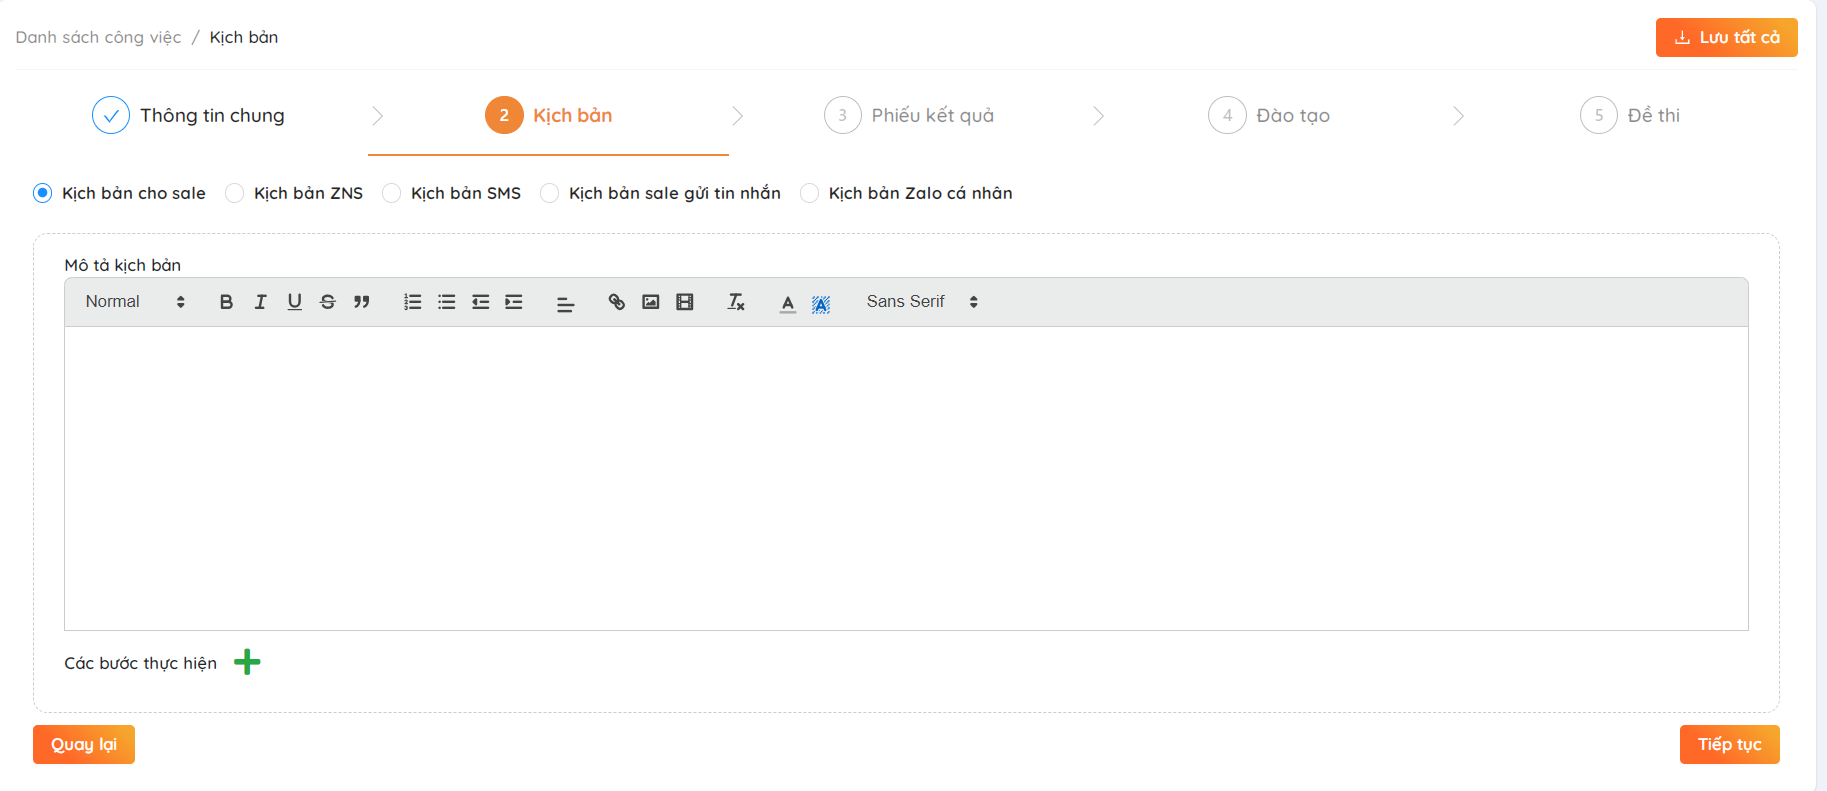 Danh sách công việc / Kịch bản
Lưu tất cả
Thông tin chung
2 Kịch bản
3 Phiếu kết quả
4 Đào tạo
5 Đề thi
Kịch bản cho sale
Kịch bản ZNS
Kịch bản SMS
Kịch bản sale gửi tin nhắn
Kịch bản Zalo cá nhân
Mô tả kịch bản
Normal
Sans Serif
Các bước thực hiện
Quay lại
Tiếp tục